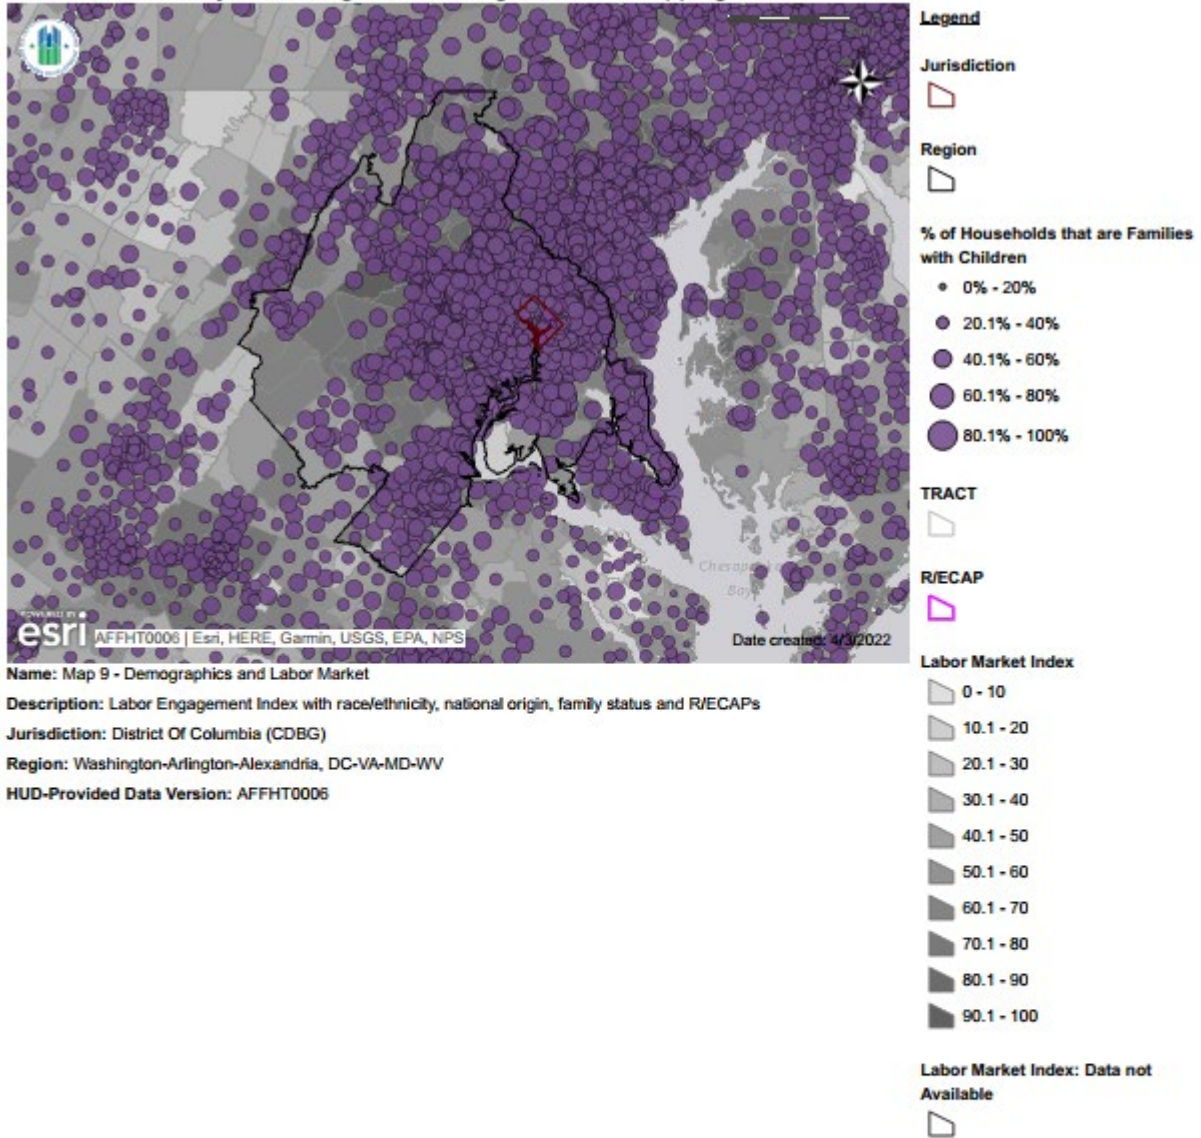 POWERED BY
esri
AFFHT0006 | Esri, HERE, Garmin, USGS, EPA, NPS
Chesapeake
Bay
Date created: 4/3/2022
Name: Map 9 - Demographics and Labor Market
Description: Labor Engagement Index with race/ethnicity, national origin, family status and R/ECAPs
Jurisdiction: District Of Columbia (CDBG)
Region: Washington-Arlington-Alexandria, DC-VA-MD-WV
HUD-Provided Data Version: AFFHT0006
Legend
Jurisdiction
Region
% of Households that are Families
with Children
0% - 20%
20.1% - 40%
40.1% - 60%
60.1% - 80%
80.1% - 100%
TRACT
R/ECAP
Labor Market Index
0 - 10
10.1 - 20
20.1 - 30
30.1 - 40
40.1 - 50
50.1 - 60
60.1 - 70
70.1 - 80
80.1 - 90
90.1 - 100
Labor Market Index: Data not
Available